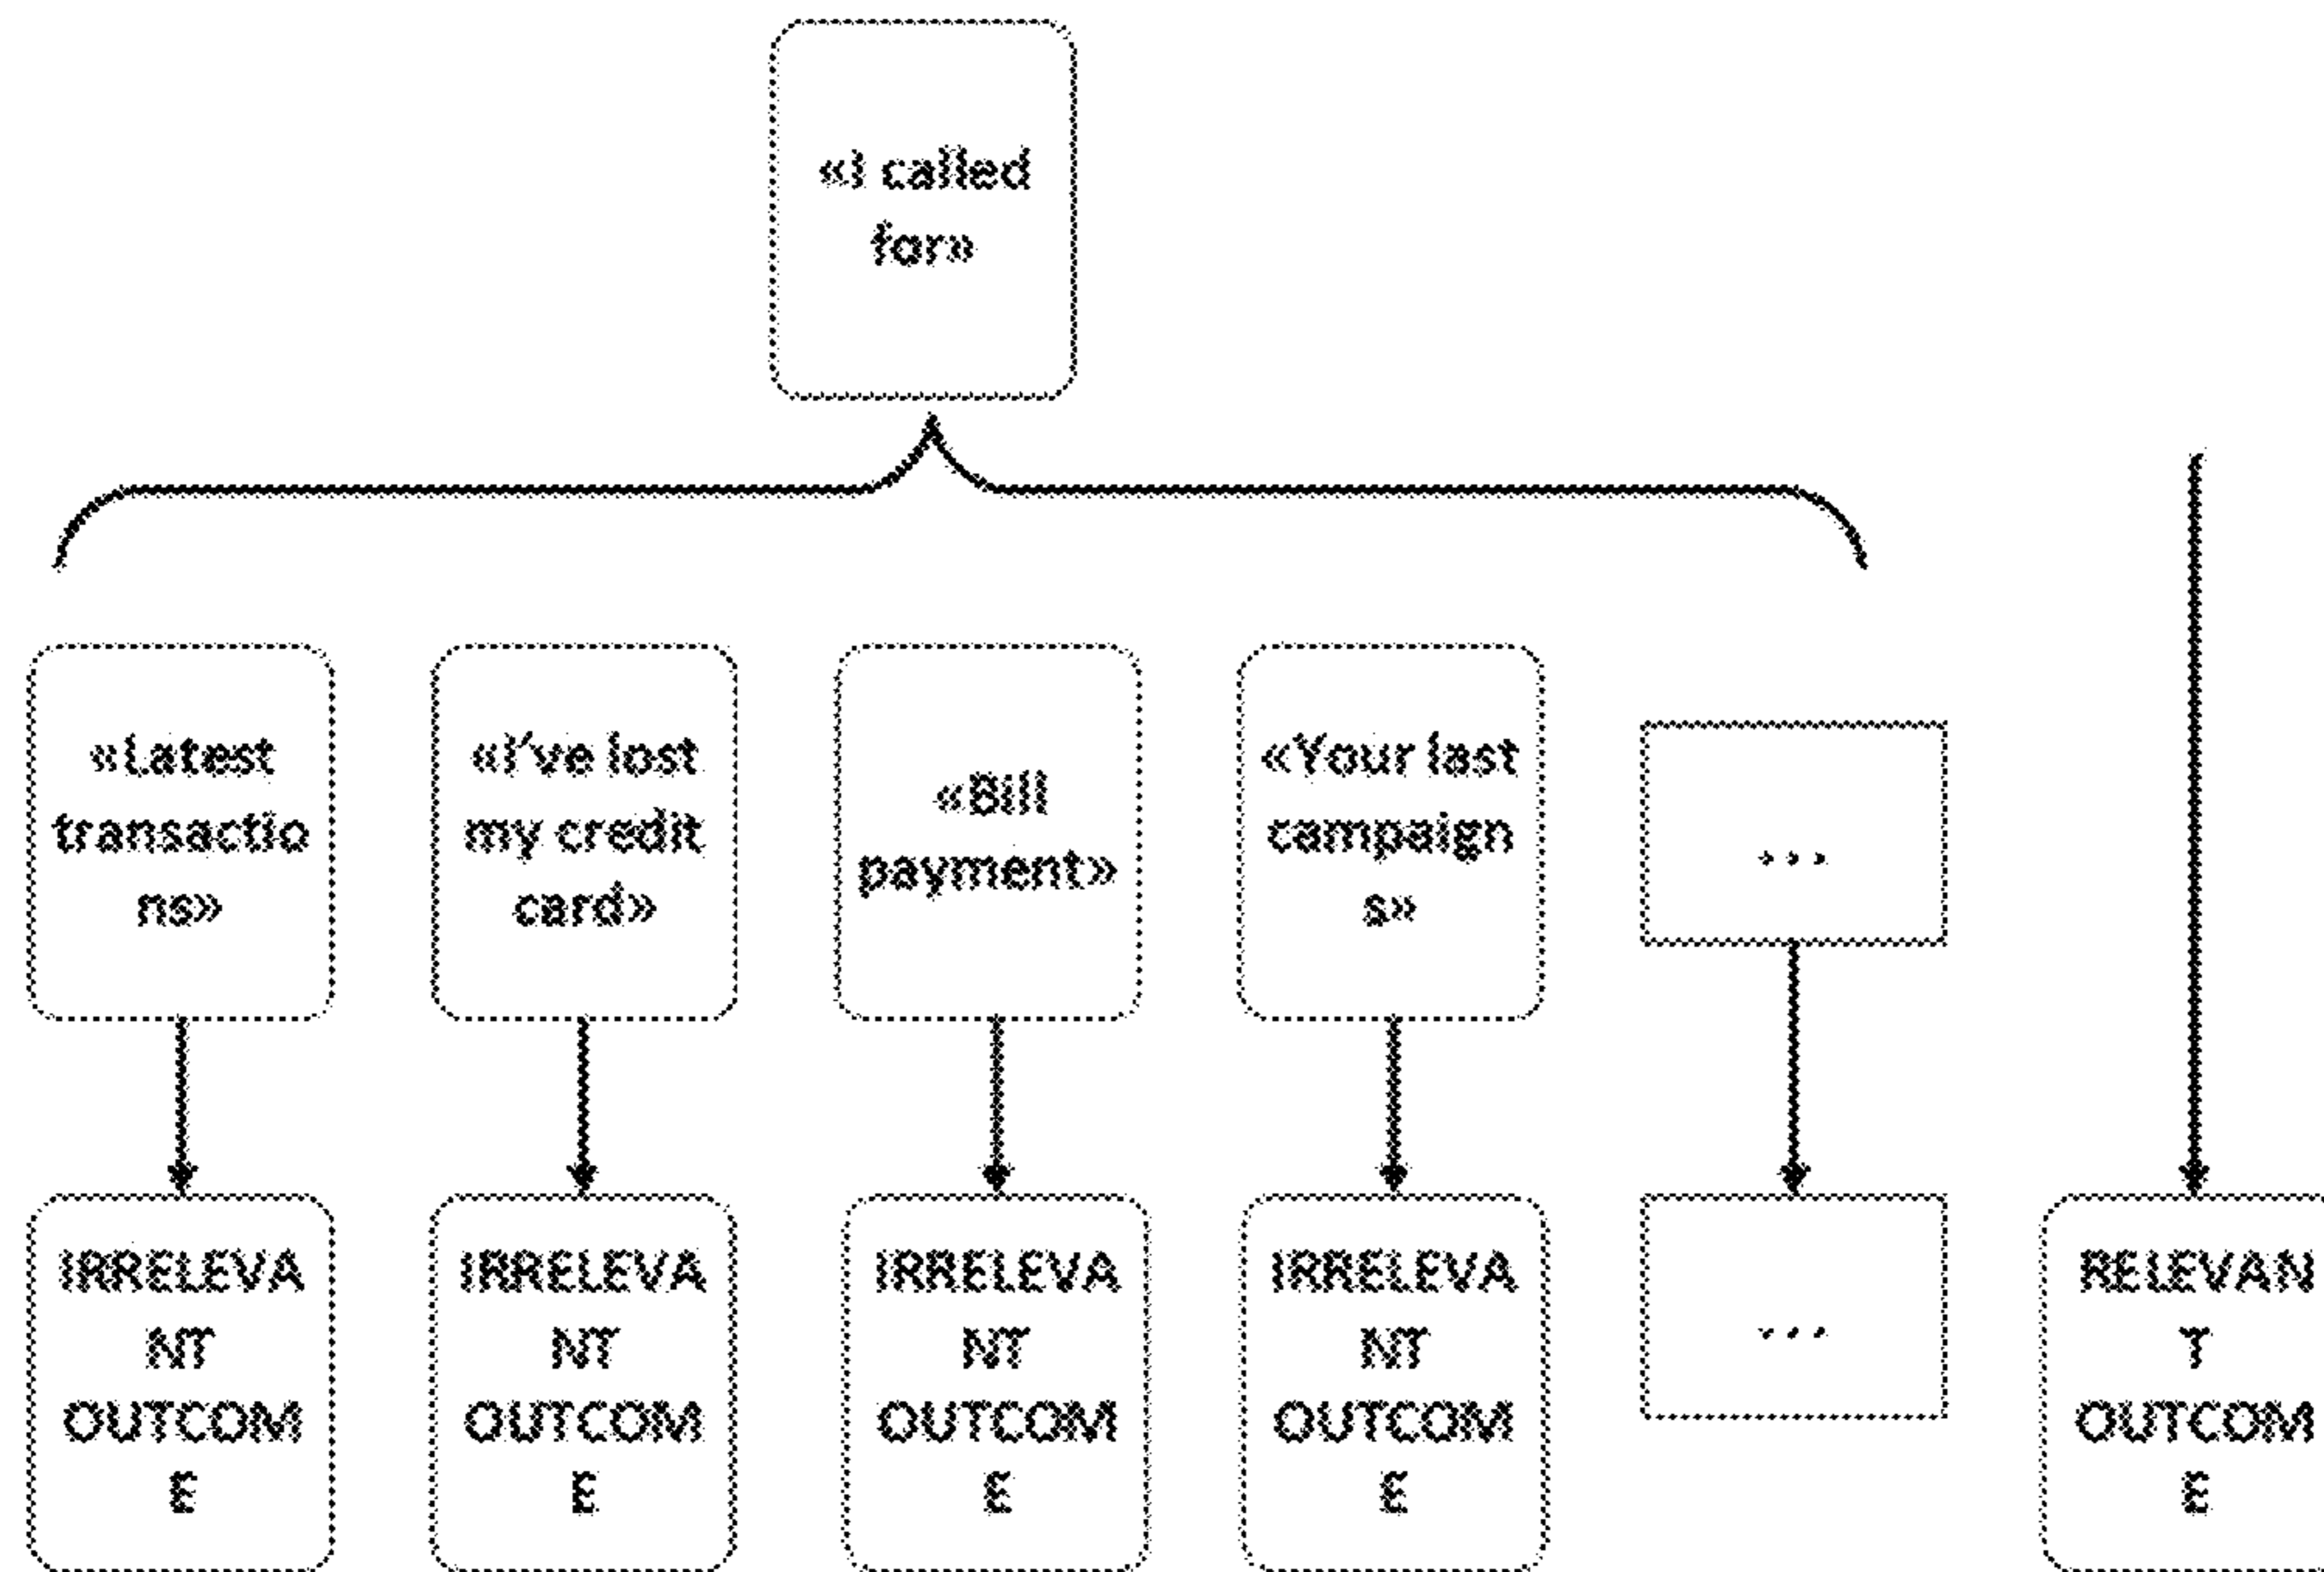 «I called
for»
«Latest
transactio
ns»
«I've lost
my credit
card»
«Bill
payment»
«Your last
campaign
s»
...
IRRELEVA
NT
OUTCOM
E
IRRELEVA
NT
OUTCOM
E
IRRELEVA
NT
OUTCOM
E
IRRELEVA
NT
OUTCOM
E
...
RELEVAN
T
OUTCOM
E